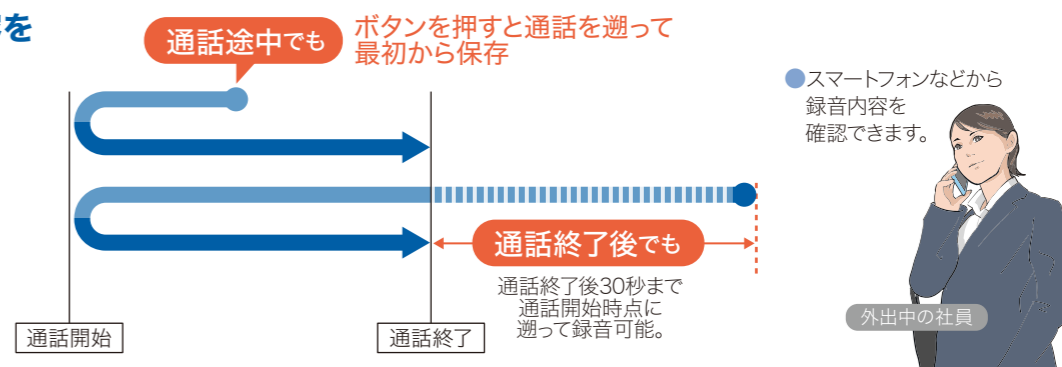 を
通話途中でも
ボタンを押すと通話を遡って
最初から保存
●スマートフォンなどから
録音内容を
確認できます。
通話終了後でも
通話終了後30秒まで
通話開始時点に
遡って録音可能。
外出中の社員
通話開始
通話終了